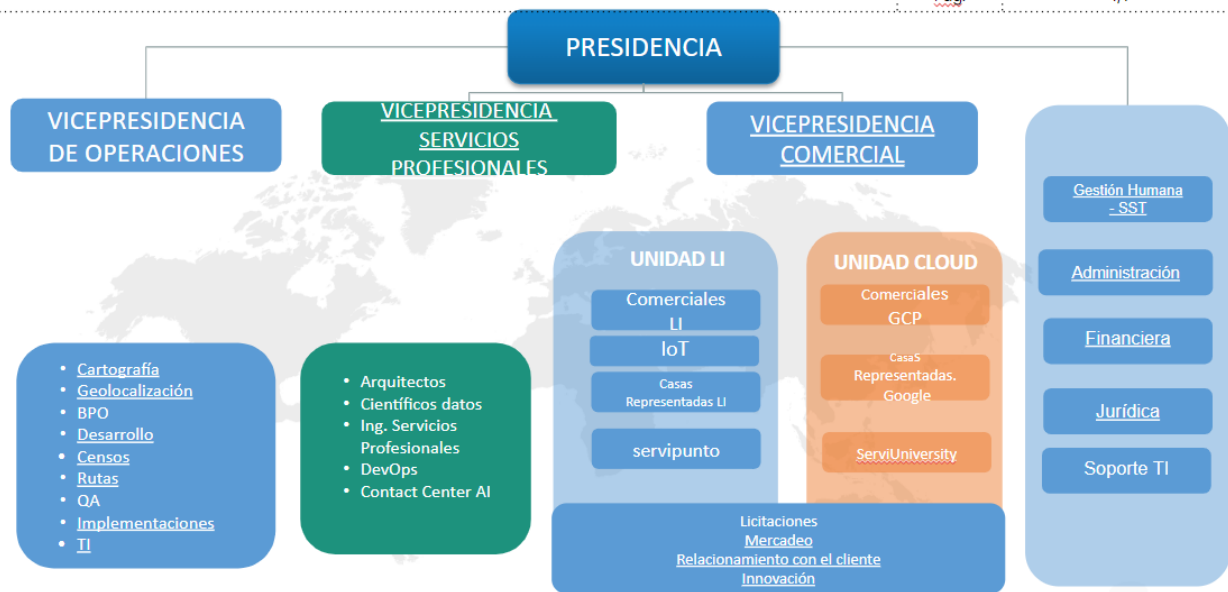 PRESIDENCIA
VICEPRESIDENCIA
DE OPERACIONES
VICEPRESIDENCIA
SERVICIOS
PROFESIONALES
VICEPRESIDENCIA
COMERCIAL
Gestión Humana
- SST
Administración
Financiera
Jurídica
Soporte TI
UNIDAD LI
Comerciales
LI
IoT
Casas
Representadas LI
servipunto
UNIDAD CLOUD
Comerciales
GCP
CasaS
Representadas.
Google
ServiUniversity
• Cartografía
• Geolocalización
• BPO
• Desarrollo
• Censos
• Rutas
• QA
• Implementaciones
• TI
• Arquitectos
• Científicos datos
• Ing. Servicios
Profesionales
• DevOps
• Contact Center AI
Licitaciones
Mercadeo
Relacionamiento con el cliente
Innovación